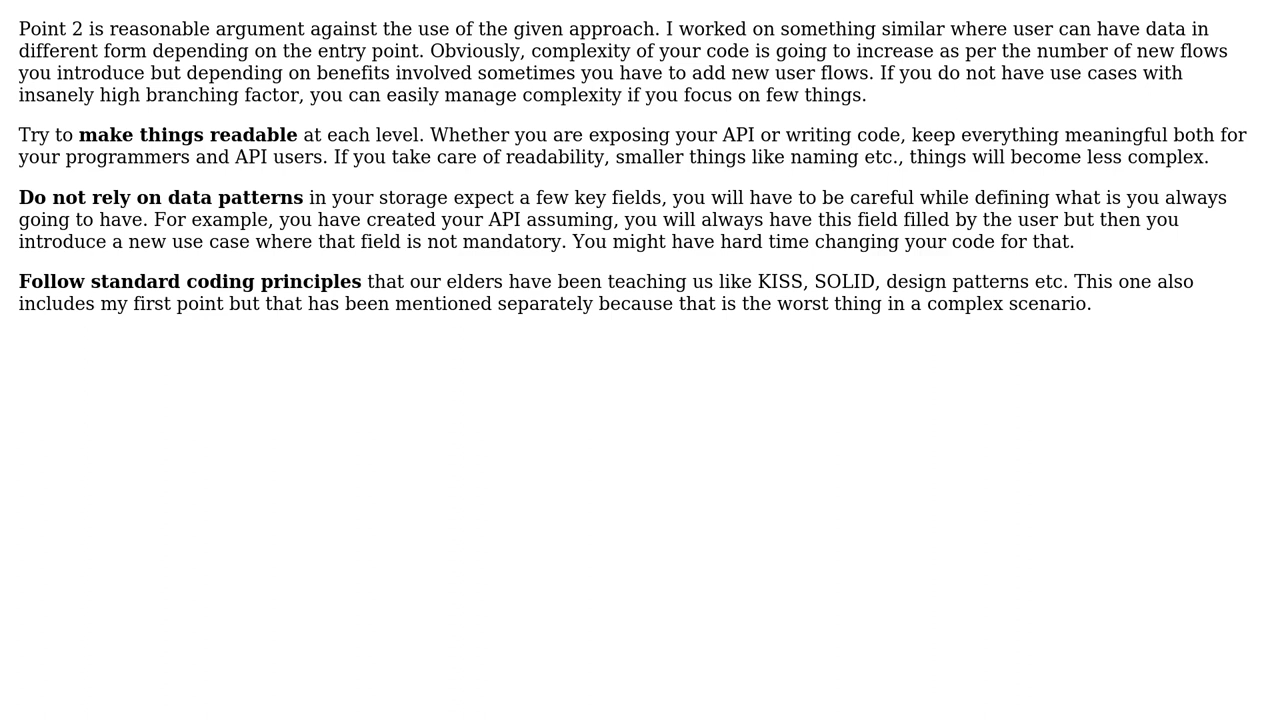 Point 2 is reasonable argument against the use of the given approach. I worked on something similar where user can have data in
different form depending on the entry point. Obviously, complexity of your code is going to increase as per the number of new flows
you introduce but depending on benefits involved sometimes you have to add new user flows. If you do not have use cases with
insanely high branching factor, you can easily manage complexity if you focus on few things.
Try to make things readable at each level. Whether you are exposing your API or writing code, keep everything meaningful both for
your programmers and API users. If you take care of readability, smaller things like naming etc., things will become less complex.
Do not rely on data patterns in your storage expect a few key fields, you will have to be careful while defining what is you always
going to have. For example, you have created your API assuming, you will always have this field filled by the user but then you
introduce a new use case where that field is not mandatory. You might have hard time changing your code for that.
Follow standard coding principles that our elders have been teaching us like KISS, SOLID, design patterns etc. This one also
includes my first point but that has been mentioned separately because that is the worst thing in a complex scenario.